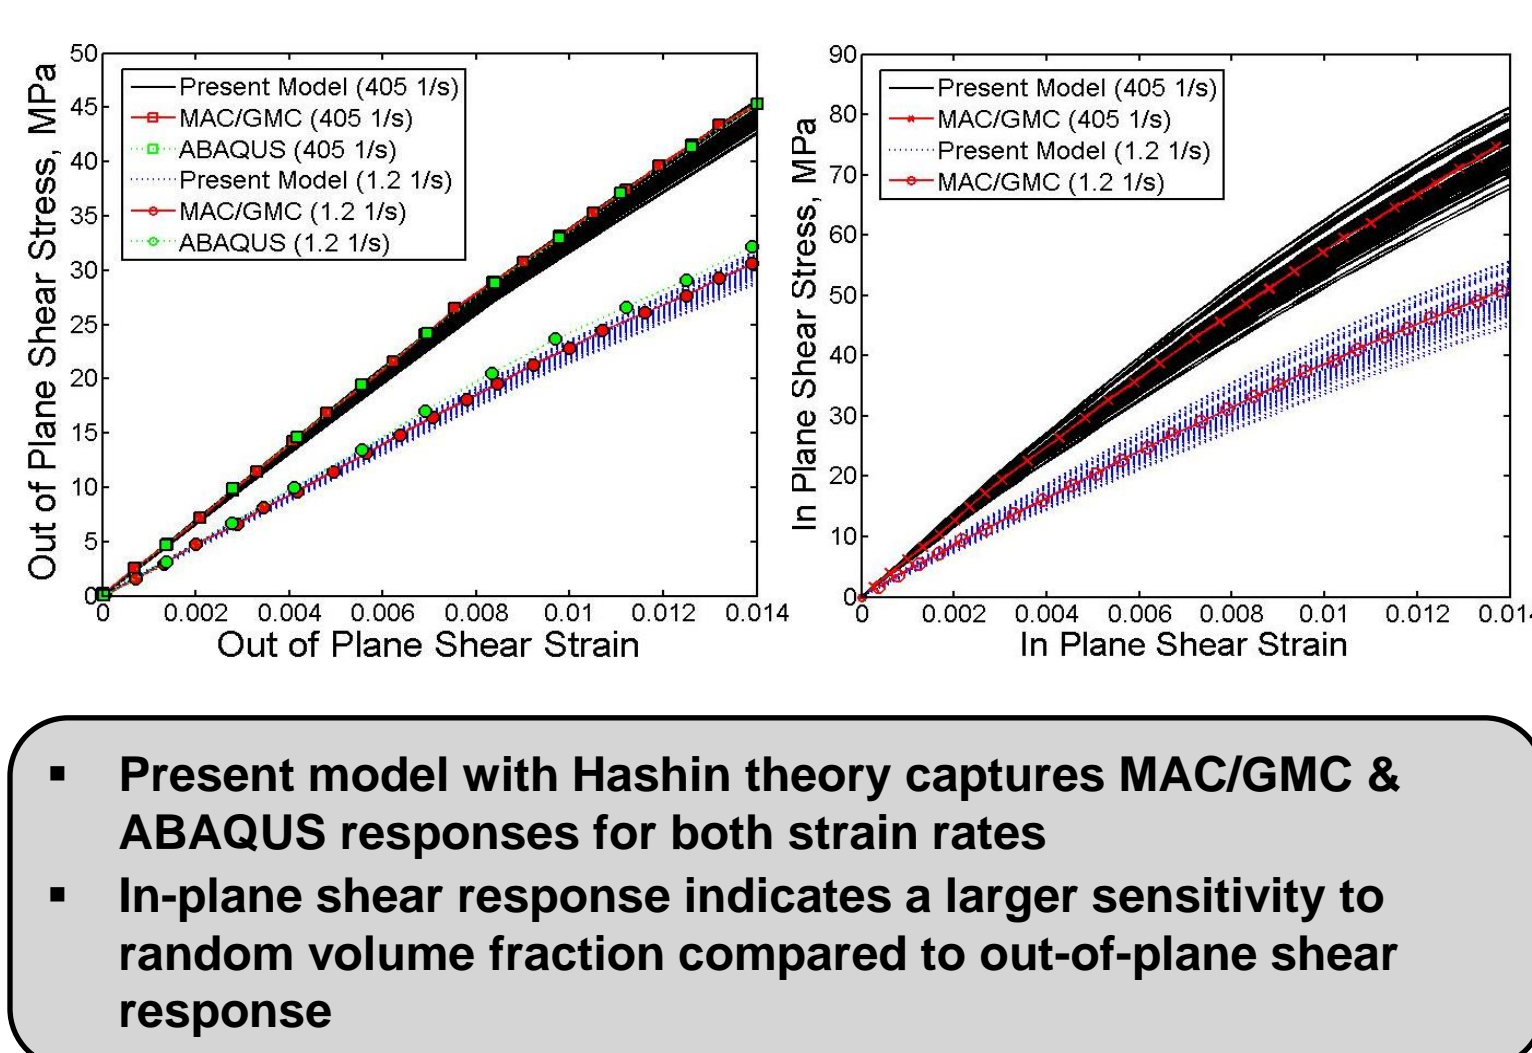 50
45
40
35
30
25
20
15
10
5
0
Out of Plane Shear Stress, MPa
Present Model (405 1/s)
MAC/GMC (405 1/s)
ABAQUS (405 1/s)
Present Model (1.2 1/s)
MAC/GMC (1.2 1/s)
ABAQUS (1.2 1/s)
0 0.002 0.004 0.006 0.008 0.01 0.012 0.014
Out of Plane Shear Strain
90
80
70
60
50
40
30
20
10
0
In Plane Shear Stress, MPa
Present Model (405 1/s)
MAC/GMC (405 1/s)
Present Model (1.2 1/s)
MAC/GMC (1.2 1/s)
0 0.002 0.004 0.006 0.008 0.01 0.012 0.014
In Plane Shear Strain
▪ Present model with Hashin theory captures MAC/GMC &
ABAQUS responses for both strain rates
▪ In-plane shear response indicates a larger sensitivity to
random volume fraction compared to out-of-plane shear
response